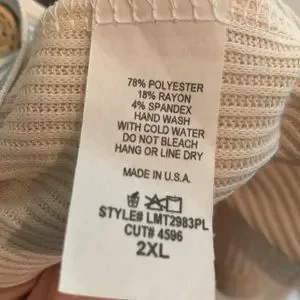 78% POLYESTER
18% RAYON
4% SPANDEX
HAND WASH
WITH COLD WATER
DO NOT BLEACH
HANG OR LINE DRY
MADE IN U.S.A.
STYLE# LMT2983PL
CUT# 4596
2XL